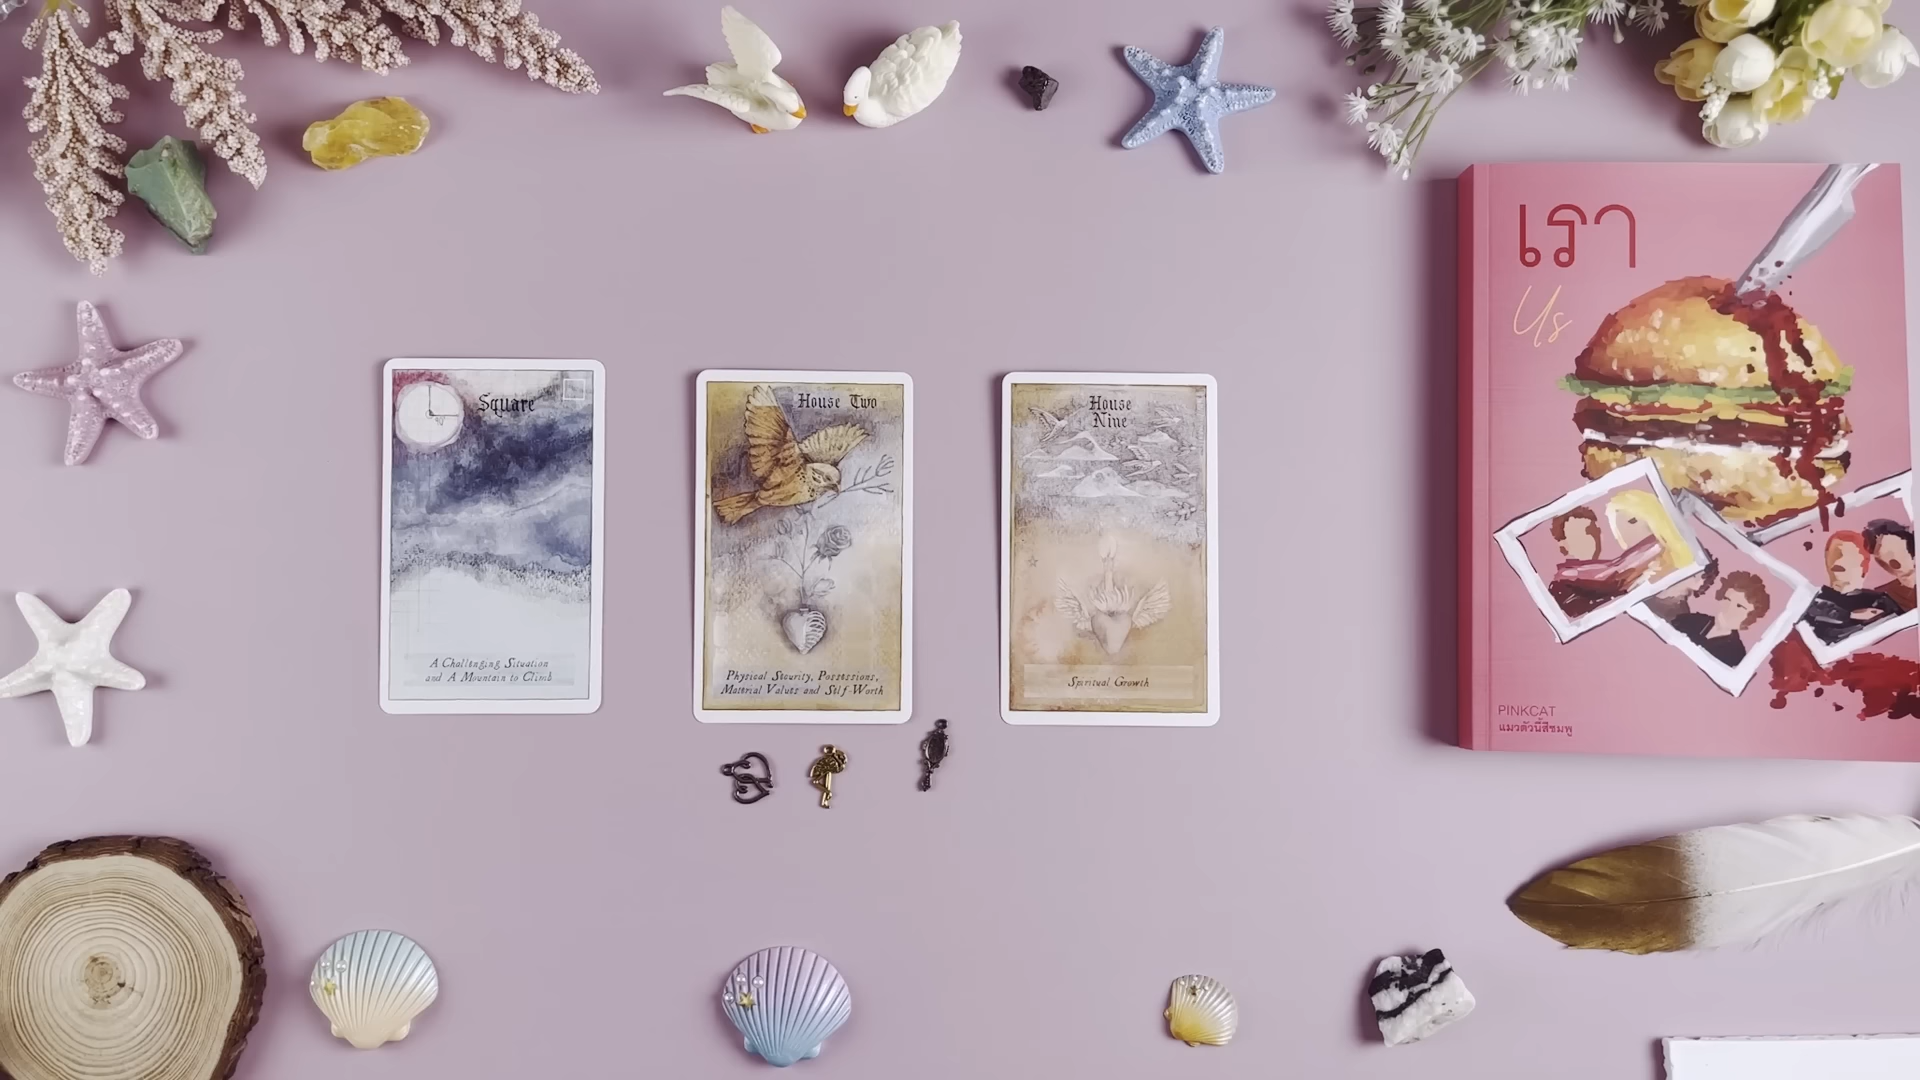 Square
A Challenging Situation
and A Mountain to Climb
House Two
Physical Security, Possessions,
Material Values and Self-Worth
House
Nine
Spiritual Growth
เรา
Us
PINKCAT
แมวตัวนี้สีชมพู